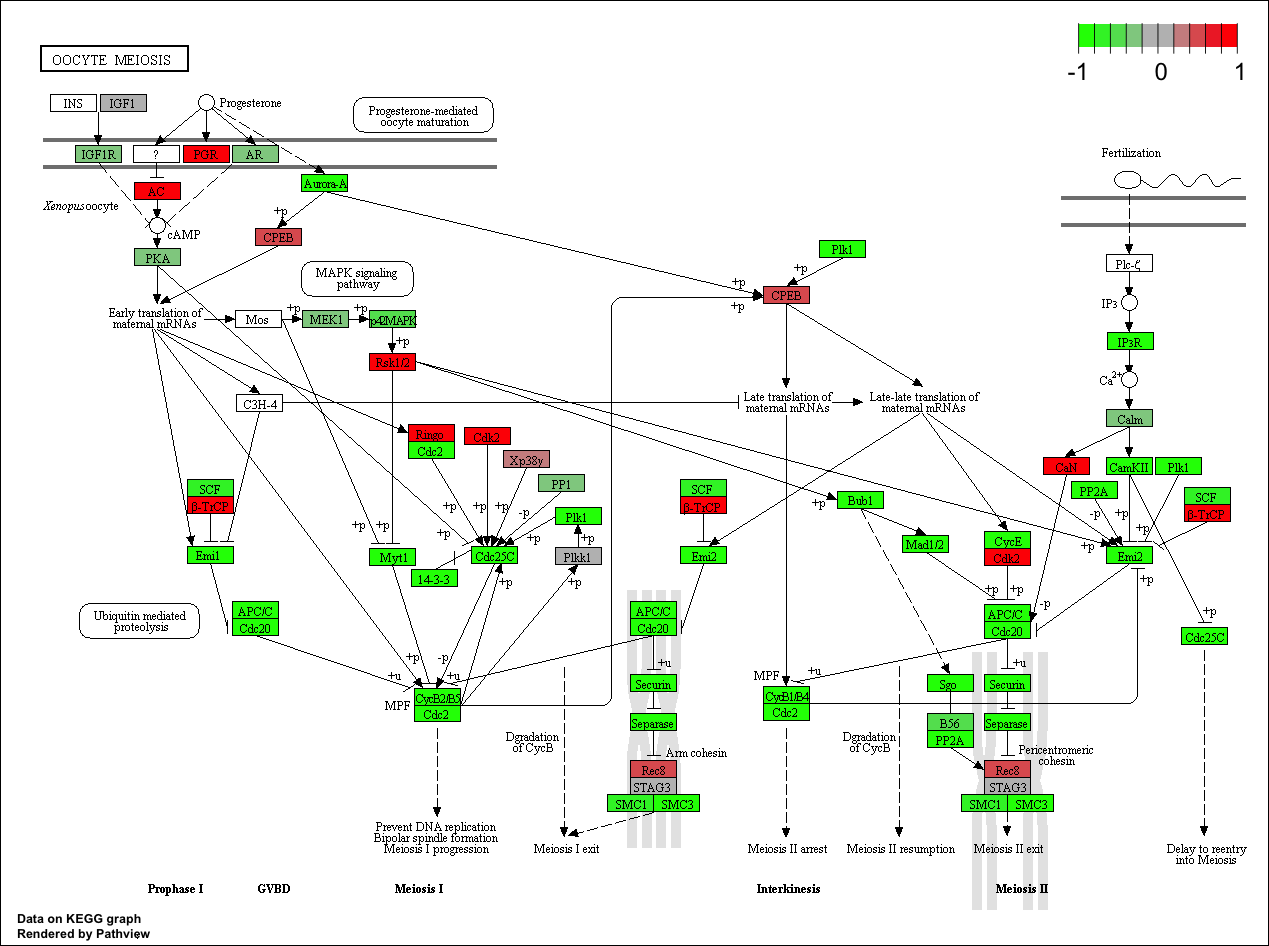 OOCYTE MEIOSIS
-1
0
1
INS
IGF1
Progesterone
Progesterone-mediated
oocyte maturation
IGF1R
?
PGR
AR
Fertilization
Aurora-A
AC
Xenopus oocyte
cAMP
+p
CPEB
PKA
Plk1
+p
Plc-ζ
MAPK signaling
pathway
+p
CPEB
+p
IP3
Early translation of
maternal mRNAs
Mos
+p
MEK1
+p
p42MAPK
+p
IP3R
Rsk1/2
Ca2+
C3H-4
Late translation of
maternal mRNAs
Late-late translation of
maternal mRNAs
Calm
Ringo
Cdc2
Cdk2
Xp38γ
PP1
CaN
CamKII
Plk1
SCF
β-TrCP
SCF
β-TrCP
PP2A
SCF
β-TrCP
+p
Bub1
+p
+p
+p
-p
Plk1
-p
+p
+p
+p
+p
+p
+p
+p
Mad1/2
CycE
Cdk2
+p
Emi1
Myt1
Cdc25C
Plkk1
Emi2
Emi2
14-3-3
+p
+p
+p
+p
+p
-p
APC/C
Cdc20
APC/C
Cdc20
APC/C
Cdc20
Ubiquitin mediated
proteolysis
+p
Cdc25C
+p
-p
+u
+u
+u
+u
+u
MPF
CycB2/B5
Cdc2
Securin
MPF
CycB1/B4
Cdc2
Sgo
Securin
Separase
B56
PP2A
Separase
Dgradation
of CycB
Arm cohesin
Dgradation
of CycB
Pericentromeric
cohesin
Rec8
STAG3
SMC1
SMC3
Rec8
STAG3
SMC1
SMC3
Prevent DNA replication
Bipolar spindle formation
Meiosis I progression
Meiosis I exit
Meiosis II arrest
Meiosis II resumption
Meiosis II exit
Delay to reentry
into Meiosis
Prophase I
GVBD
Meiosis I
Interkinesis
Meiosis II
Data on KEGG graph
Rendered by Pathview